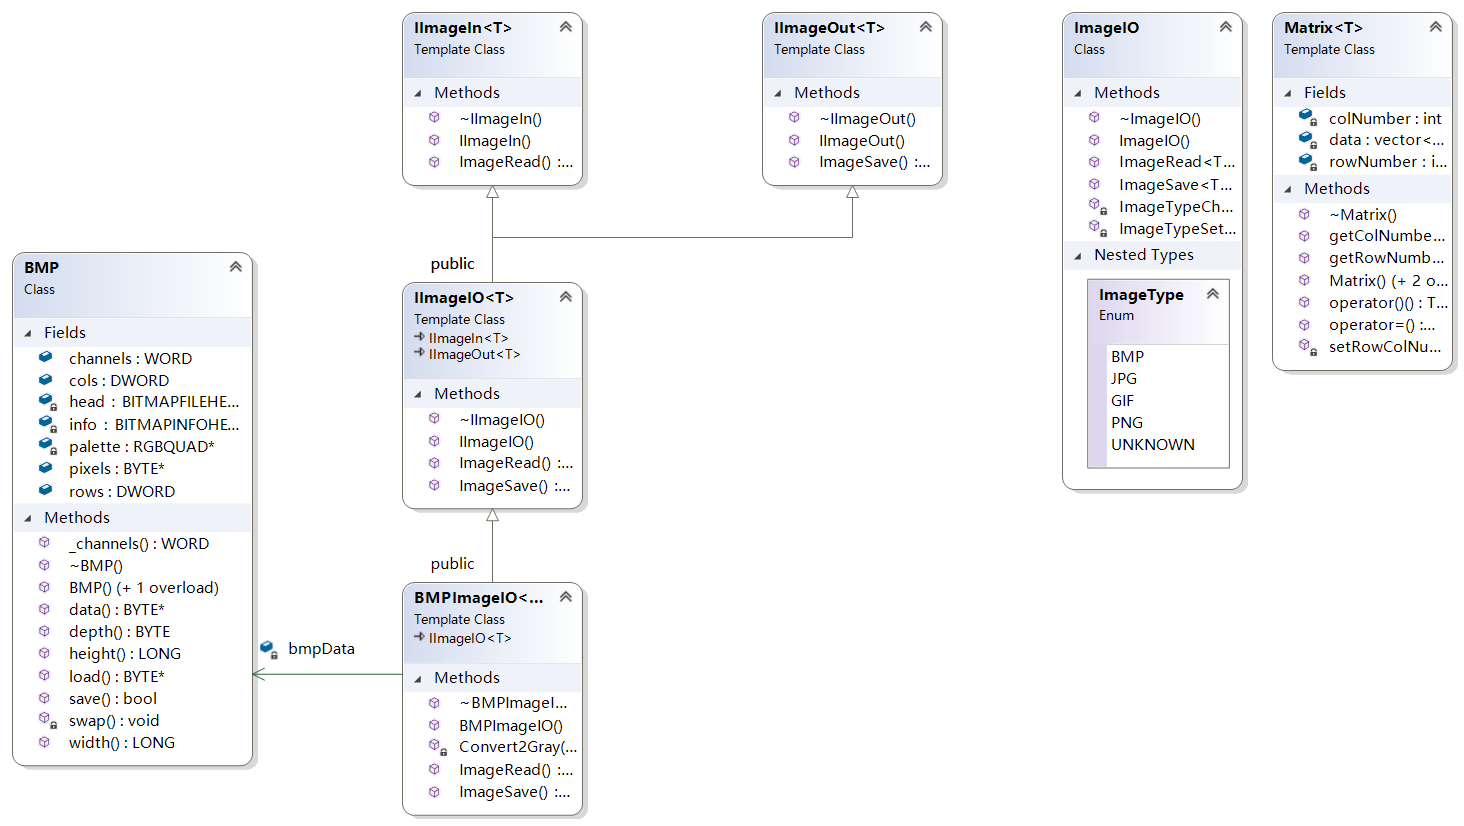 IImageIn<T>
Template Class
Methods
~IImageIn()
IImageIn()
ImageRead() :...
IImageOut<T>
Template Class
Methods
~IImageOut()
IImageOut()
ImageSave() :...
ImageIO
Class
Methods
~ImageIO()
ImageIO()
ImageRead<T...
ImageSave<T...
ImageTypeCh...
ImageTypeSet...
Nested Types
ImageType
Enum
BMP
JPG
GIF
PNG
UNKNOWN
Matrix<T>
Template Class
Fields
colNumber : int
data : vector<...
rowNumber : i...
Methods
~Matrix()
getColNumbe...
getRowNumb...
Matrix() (+ 2 o...
operator()() : T...
operator=() :...
setRowColNu...
BMP
Class
Fields
channels : WORD
cols : DWORD
head : BITMAPFILEHE...
info : BITMAPINFOHE...
palette : RGBQUAD*
pixels : BYTE*
rows : DWORD
Methods
_channels() : WORD
~BMP()
BMP() (+ 1 overload)
data() : BYTE*
depth() : BYTE
height() : LONG
load() : BYTE*
save() : bool
swap() : void
width() : LONG
public
IImageIO<T>
Template Class
IImageIn<T>
IImageOut<T>
Methods
~IImageIO()
IImageIO()
ImageRead() :...
ImageSave() :...
public
bmpData
BMPImageIO<...
Template Class
IImageIO<T>
Methods
~BMPImageI...
BMPImageIO()
Convert2Gray(...
ImageRead() :...
ImageSave() :...